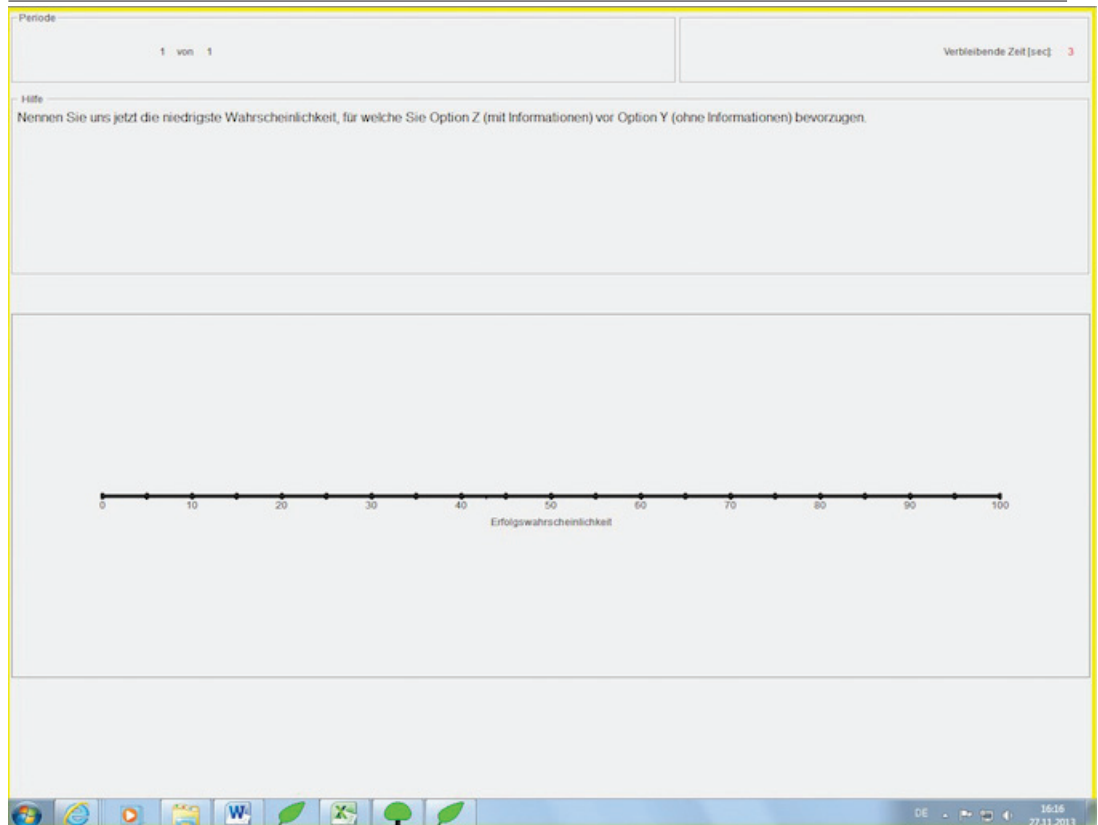 Periode
1 von 1
Verbleibende Zeit [sec]: 3
Hilfe
Nennen Sie uns jetzt die niedrigste Wahrscheinlichkeit, für welche Sie Option Z (mit Informationen) vor Option Y (ohne Informationen) bevorzugen.
0 10 20 30 40 50 60 70 80 90 100
Erfolgswahrscheinlichkeit
DE
16:16
27.11.2013